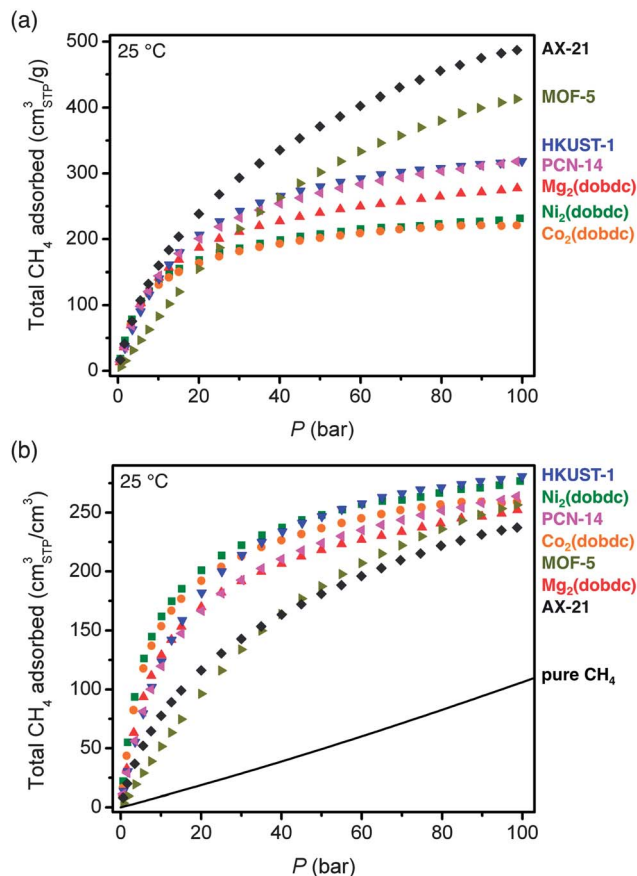 (a)
25 °C
Total CH₄ adsorbed (cm³STP/g)
500
400
300
200
100
0
0 20 40 60 80 100
P (bar)
AX-21
MOF-5
HKUST-1
PCN-14
Mg₂(dobdc)
Ni₂(dobdc)
Co₂(dobdc)
(b)
25 °C
Total CH₄ adsorbed (cm³STP/cm³)
250
200
150
100
50
0
0 20 40 60 80 100
P (bar)
HKUST-1
Ni₂(dobdc)
PCN-14
Co₂(dobdc)
MOF-5
Mg₂(dobdc)
AX-21
pure CH₄